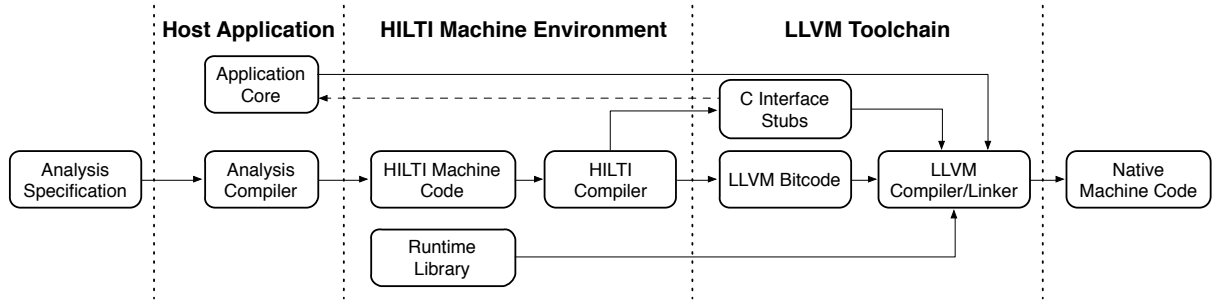 Host Application
HILTI Machine Environment
LLVM Toolchain
Application
Core
C Interface
Stubs
Analysis
Specification
Analysis
Compiler
HILTI Machine
Code
HILTI
Compiler
LLVM Bitcode
LLVM
Compiler/Linker
Native
Machine Code
Runtime
Library